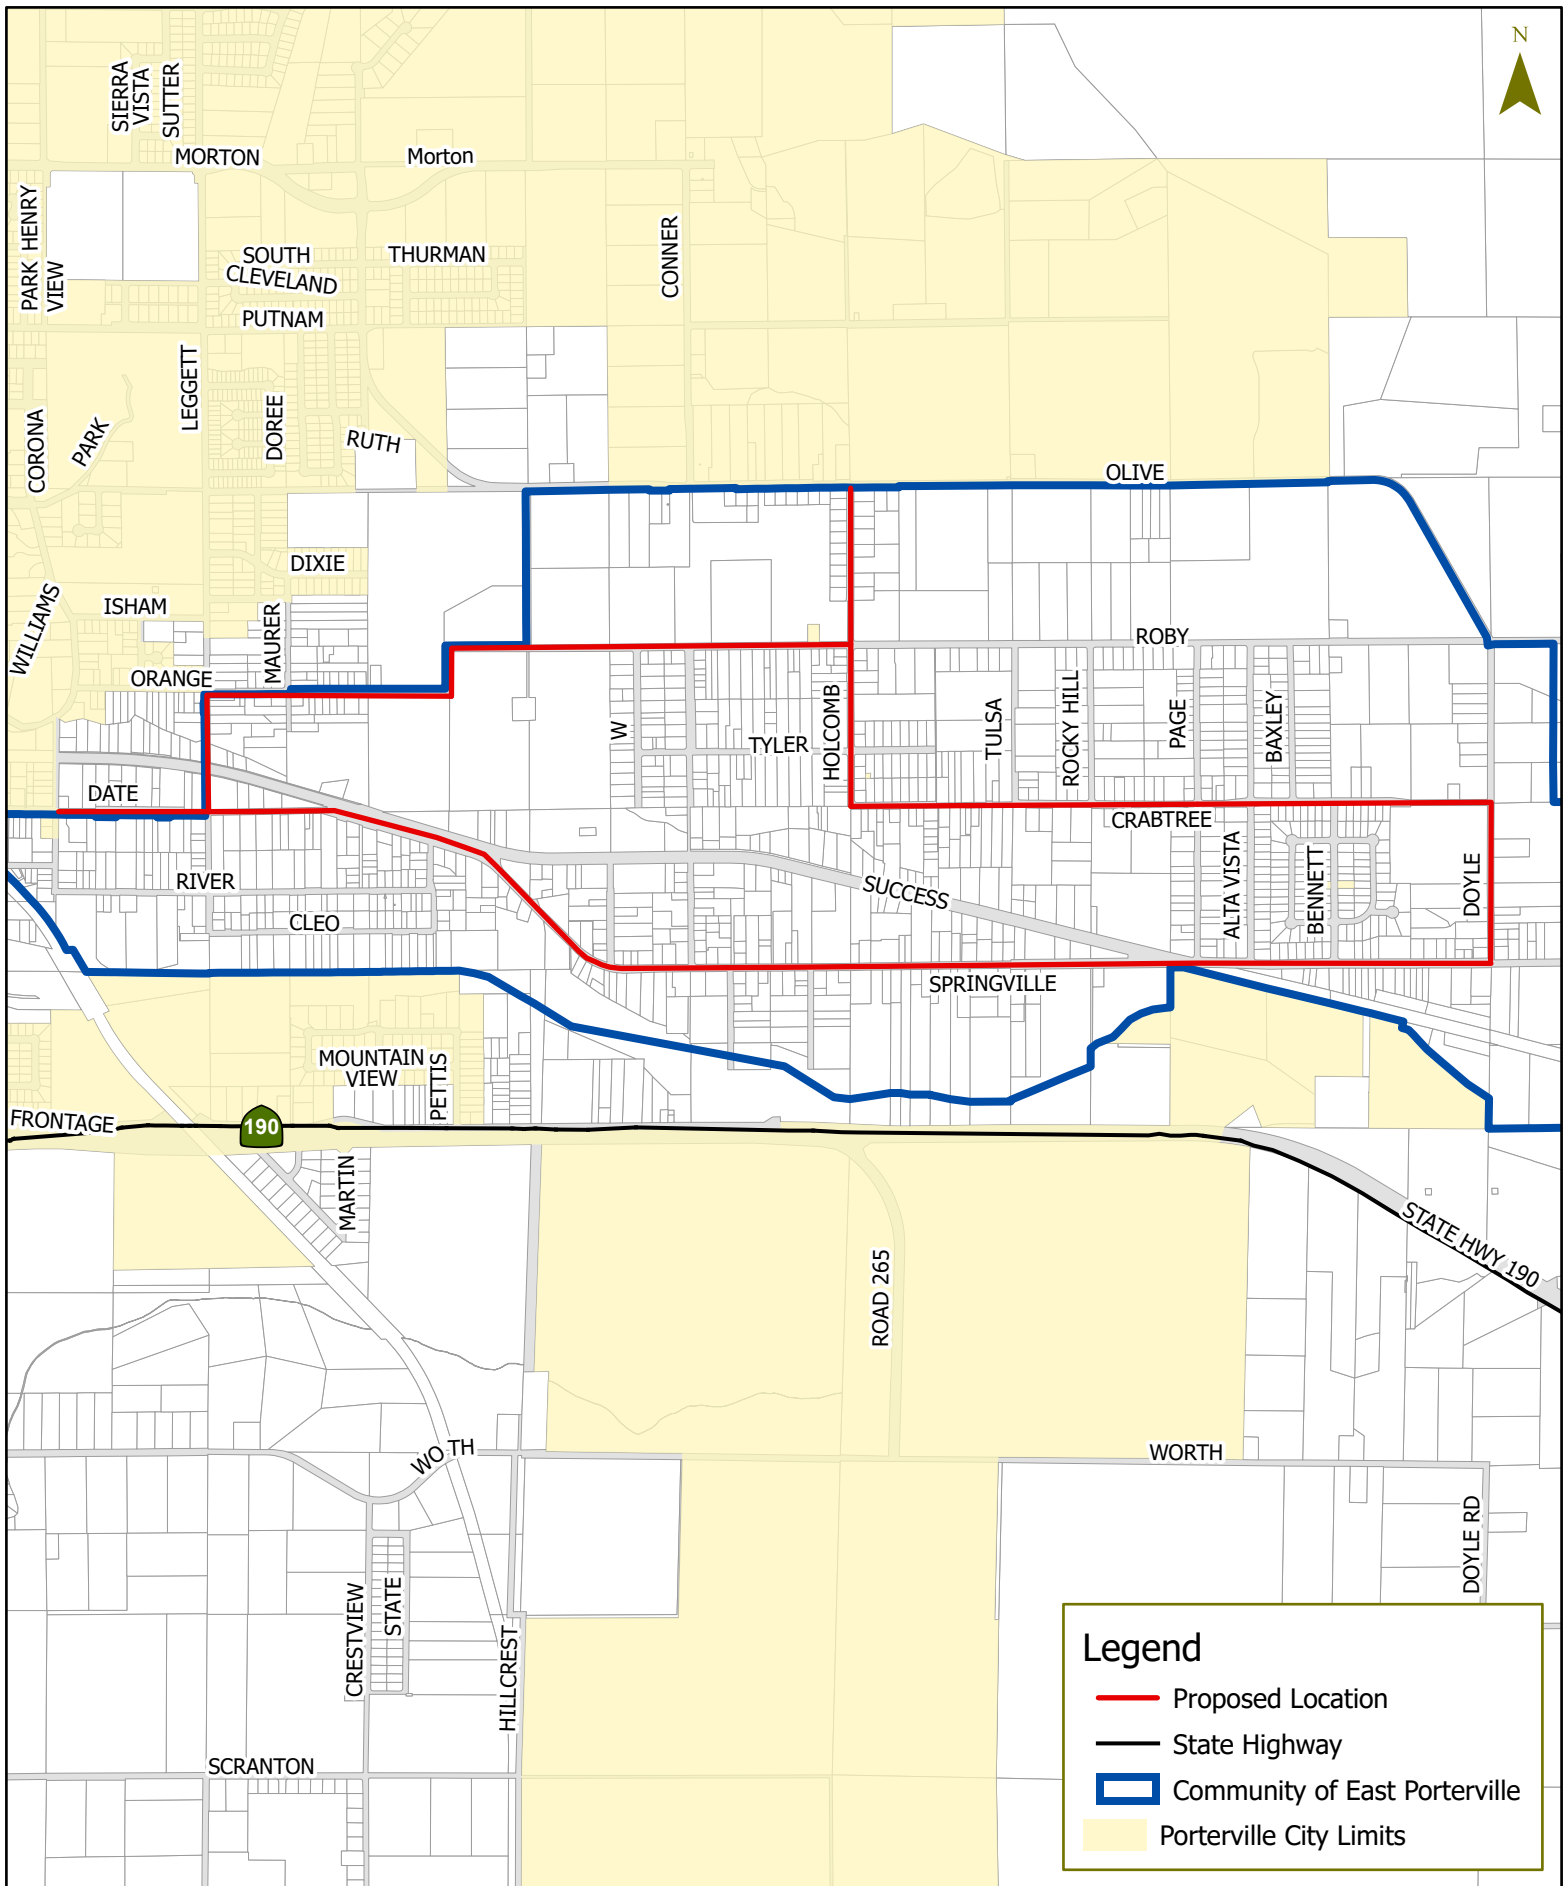 N
SIERRA
VISTA
SUTTER
MORTON
Morton
PARK HENRY
VIEW
SOUTH
CLEVELAND
THURMAN
CONNER
PUTNAM
LEGGETT
CORONA
PARK
DOREE
RUTH
OLIVE
DIXIE
WILLIAMS
ISHAM
MAURER
ORANGE
ROBY
W
TYLER
HOLCOMB
TULSA
ROCKY HILL
PAGE
BAXLEY
DATE
CRABTREE
RIVER
CLEO
SUCCESS
ALTA VISTA
BENNETT
DOYLE
SPRINGVILLE
MOUNTAIN
VIEW
PETTIS
FRONTAGE
190
MARTIN
STATE HWY 190
ROAD 265
WO TH
WORTH
DOYLE RD
CRESTVIEW
STATE
HILLCREST
SCRANTON
Legend
Proposed Location
State Highway
Community of East Porterville
Porterville City Limits